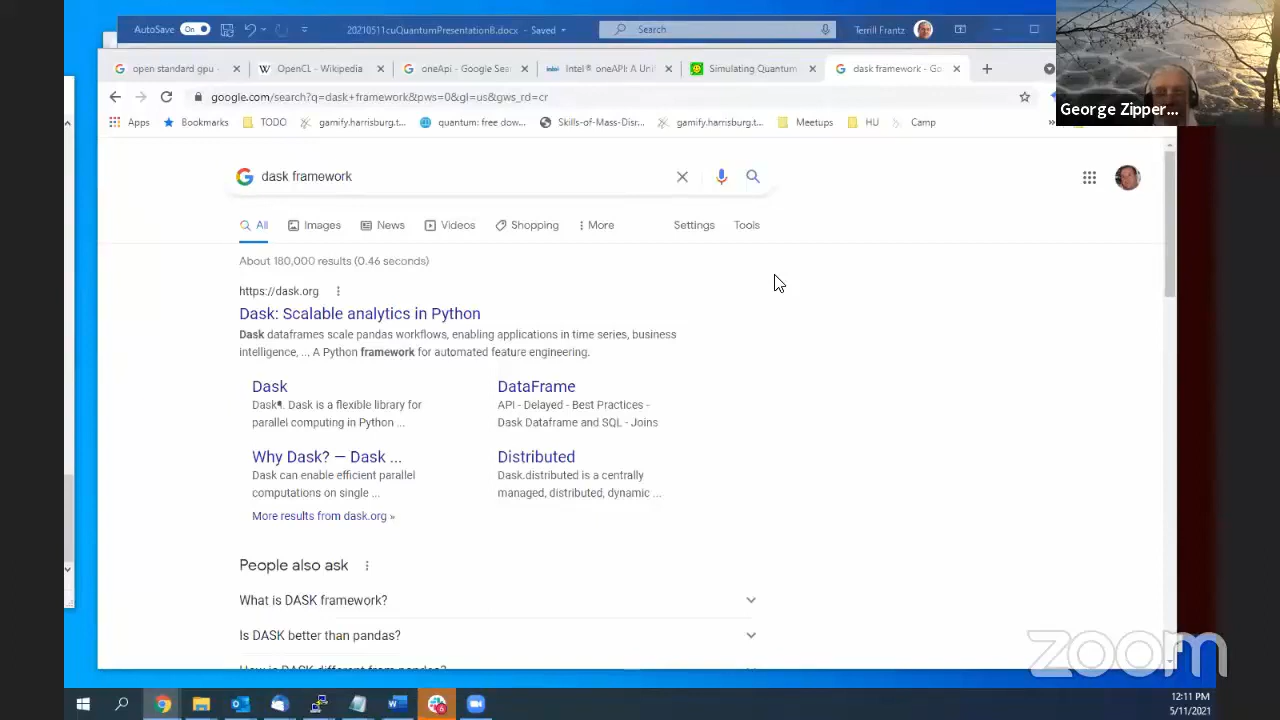 AutoSave On 20210511cuQuantumPresentationB.docx - Saved Search Terrill Frantz
open standard gpu - OpenCL - Wikipedia oneApi - Google Sea Intel® oneAPI: A Uni Simulating Quantum dask framework - Go
google.com/search?q=dask+framework&pws=0&gl=us&gws_rd=cr
George Zipper...
Apps Bookmarks TODO gamify.harrisburg.t... quantum: free dow... Skills-of-Mass-Disr... gamify.hamsburg.t... Meetups HU Camp
dask framework
All Images News Videos Shopping More Settings Tools
About 180,000 results (0.46 seconds)
https://dask.org
Dask: Scalable analytics in Python
Dask dataframes scale pandas workflows, enabling applications in time series, business
intelligence, ... A Python framework for automated feature engineering.
Dask
Dask¶. Dask is a flexible library for
parallel computing in Python ...
DataFrame
API - Delayed - Best Practices -
Dask Dataframe and SQL - Joins
Why Dask? — Dask ...
Dask can enable efficient parallel
computations on single ...
Distributed
Dask.distributed is a centrally
managed, distributed, dynamic ...
More results from dask.org »
People also ask
What is DASK framework?
Is DASK better than pandas?
How is DASK different from pandas?
zoom
12:11 PM
5/11/2021